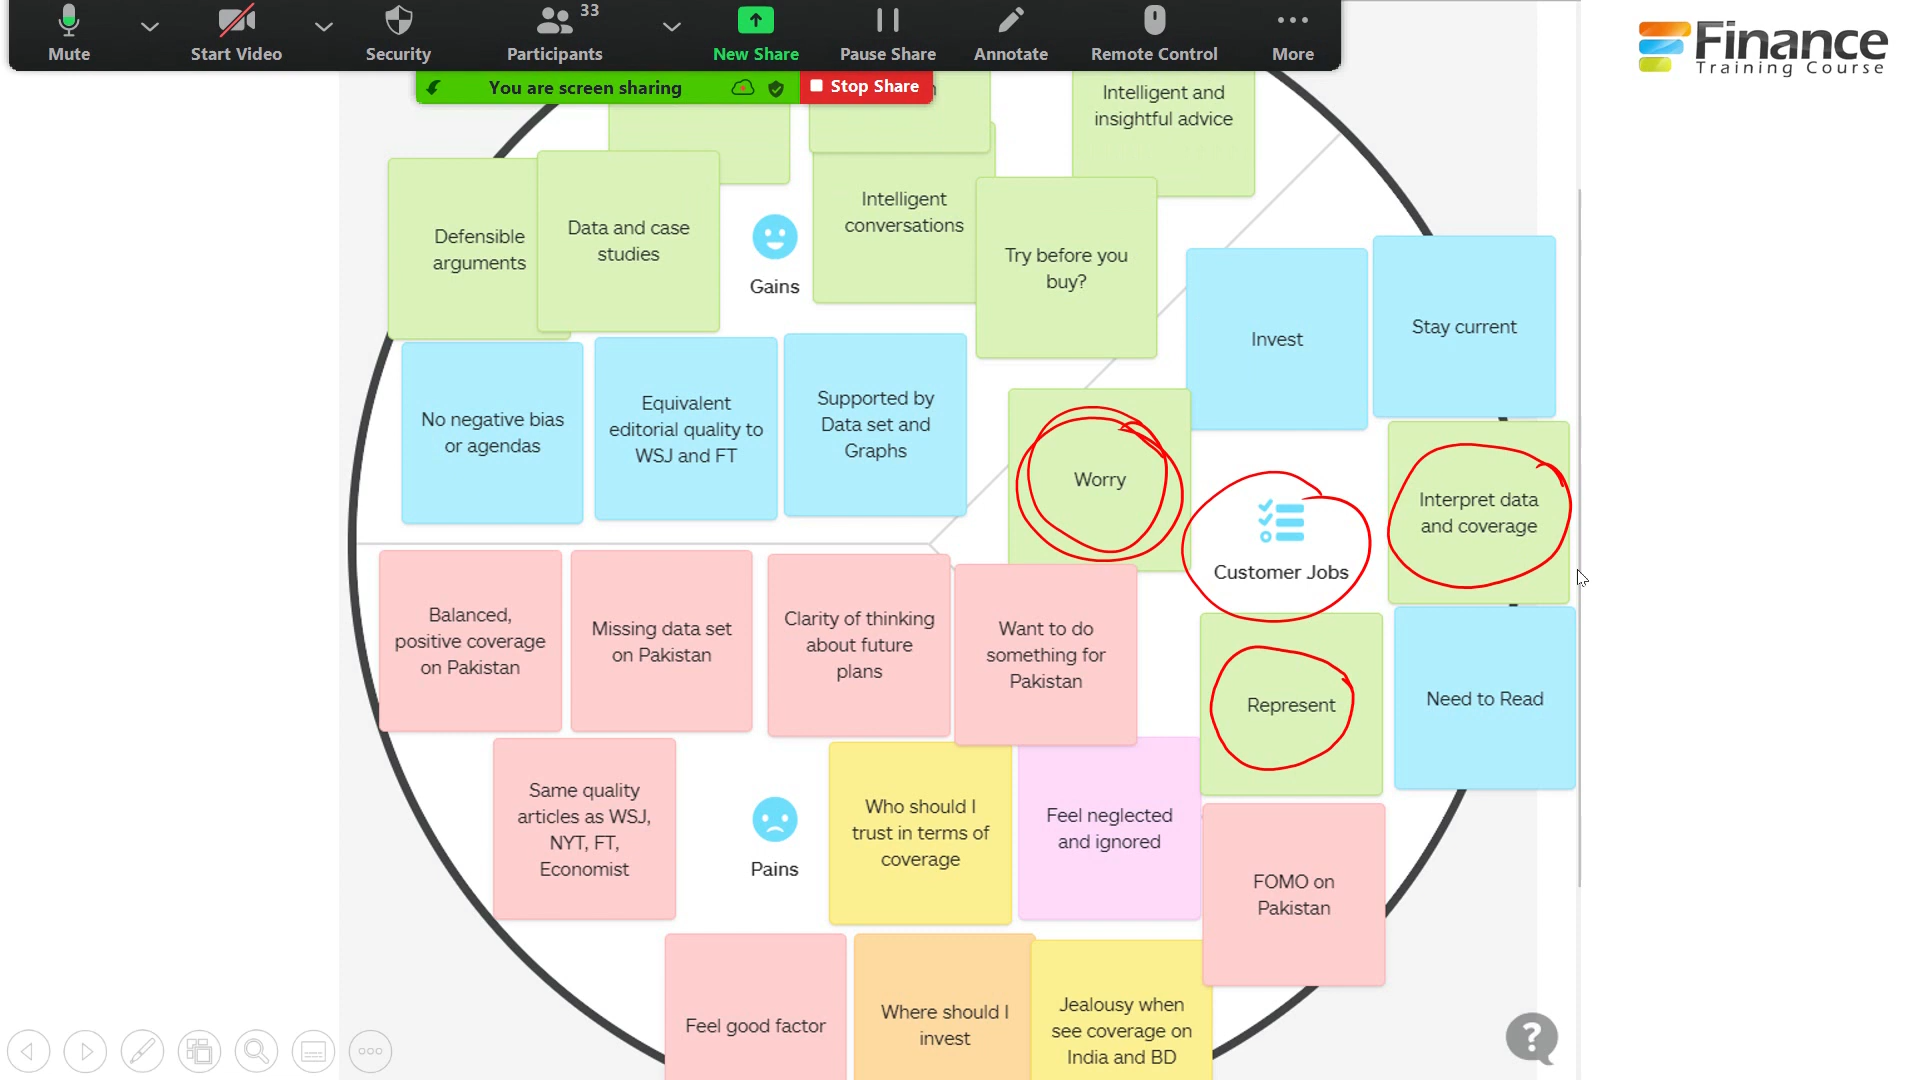 33
Mute
Start Video
Security
Participants
New Share
Pause Share
Annotate
Remote Control
More
You are screen sharing
Stop Share
Finance
Training Course
Intelligent and
insightful advice
Defensible
arguments
Data and case
studies
Gains
Intelligent
conversations
Try before you
buy?
Invest
Stay current
No negative bias
or agendas
Equivalent
editorial quality to
WSJ and FT
Supported by
Data set and
Graphs
Worry
Customer Jobs
Interpret data
and coverage
Balanced,
positive coverage
on Pakistan
Missing data set
on Pakistan
Clarity of thinking
about future
plans
Want to do
something for
Pakistan
Represent
Need to Read
Same quality
articles as WSJ,
NYT, FT,
Economist
Pains
Who should I
trust in terms of
coverage
Feel neglected
and ignored
FOMO on
Pakistan
Feel good factor
Where should I
invest
Jealousy when
see coverage on
India and BD
?